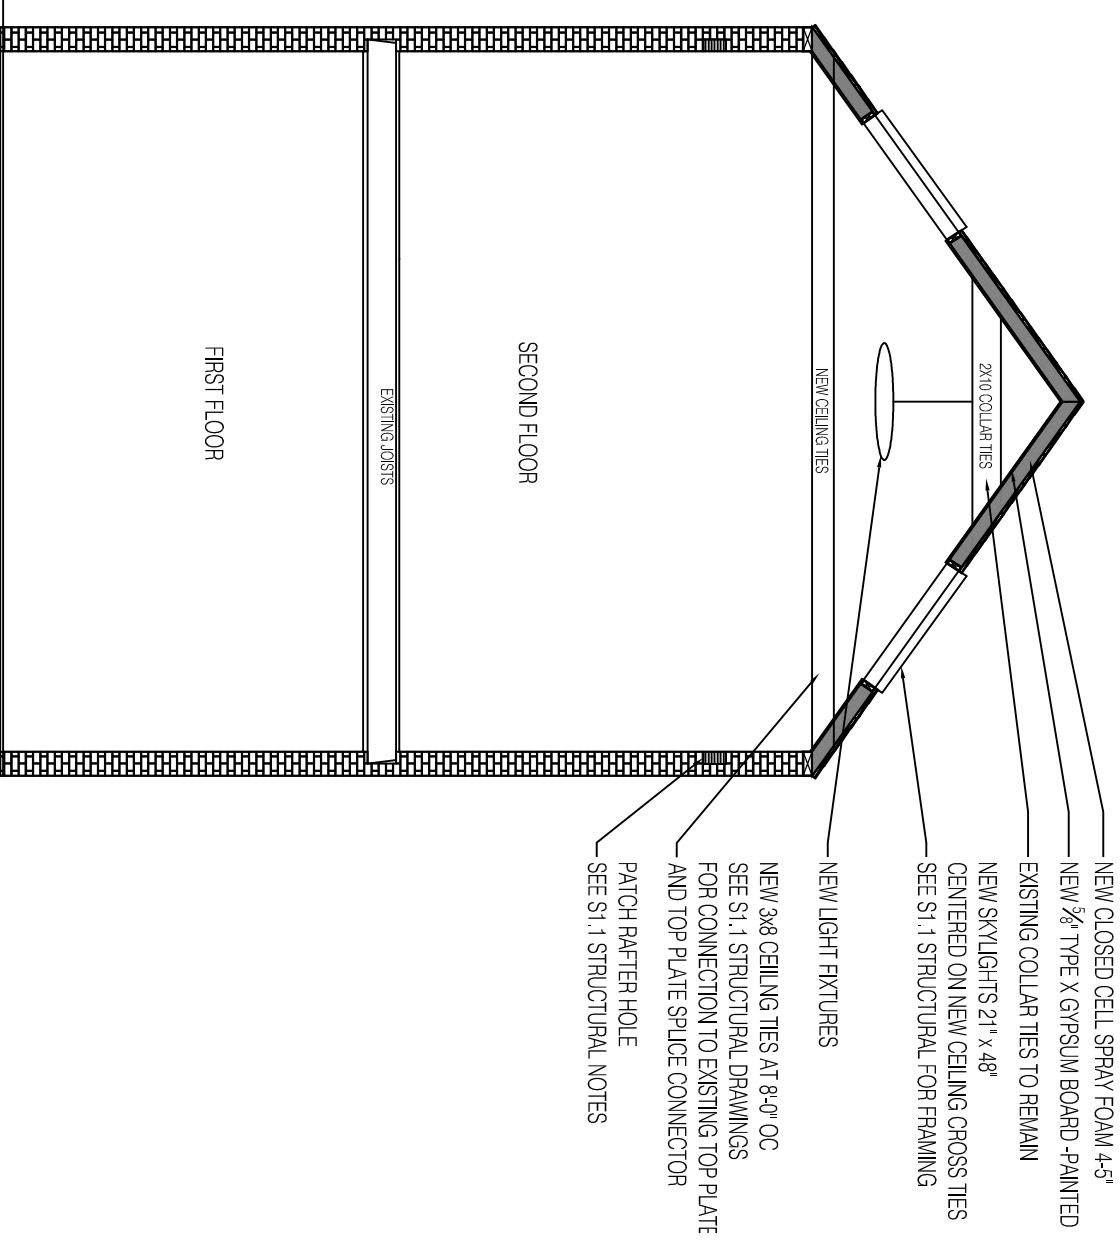 NEW CLOSED CELL SPRAY FOAM 4-5"
NEW 5/8" TYPE X GYPSUM BOARD -PAINTED
EXISTING COLLAR TIES TO REMAIN
NEW SKYLIGHTS 21" x 48"
CENTERED ON NEW CEILING CROSS TIES
SEE S1.1 STRUCTURAL FOR FRAMING
NEW LIGHT FIXTURES
NEW 3x8 CEIILNG TIES AT 8'-0" OC
SEE S1.1 STRUCTURAL DRAWINGS
FOR CONNECTION TO EXISTING TOP PLATE
AND TOP PLATE SPLICE CONNECTOR
PATCH RAFTER HOLE
SEE S1.1 STRUCTURAL NOTES
2X10 COLLAR TIES
NEW CEILING TIES
SECOND FLOOR
EXISTING JOISTS
FIRST FLOOR